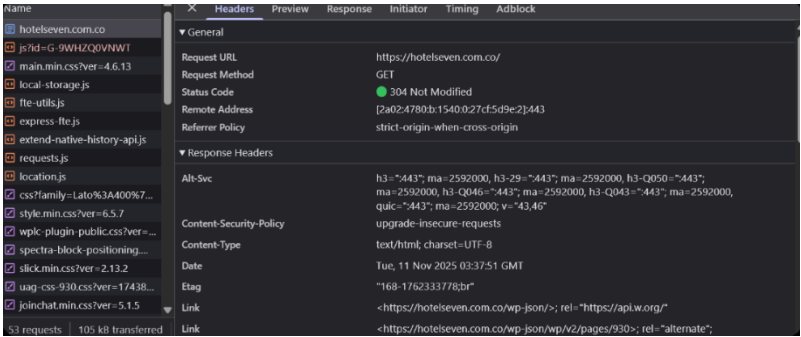 Name
hotelseven.com.co
js?id=G-9WHZQ0VNWT
main.min.css?ver=4.6.13
local-storage.js
fte-utils.js
express-fte.js
extend-native-history-api.js
requests.js
location.js
css?family=Lato%3A400%7...
style.min.css?ver=6.5.7
wplc-plugin-public.css?ver=...
spectra-block-positioning....
slick.min.css?ver=2.13.2
uag-css-930.css?ver=17438...
joinchat.min.css?ver=5.1.5
53 requests 105 kB transferred
Headers Preview Response Initiator Timing Adblock
General
Request URL https://hotelseven.com.co/
Request Method GET
Status Code 304 Not Modified
Remote Address [2a02:4780:b:1540:0:27cf:5d9e:2]:443
Referrer Policy strict-origin-when-cross-origin
Response Headers
Alt-Svc h3=":443"; ma=2592000, h3-29=":443"; ma=2592000, h3-Q050=":443";
ma=2592000, h3-Q046=":443"; ma=2592000, h3-Q043=":443"; ma=2592000,
quic=":443"; ma=2592000; v="43,46"
Content-Security-Policy upgrade-insecure-requests
Content-Type text/html; charset=UTF-8
Date Tue, 11 Nov 2025 03:37:51 GMT
Etag "168-1762333778;br"
Link <https://hotelseven.com.co/wp-json/>; rel="https://api.w.org/"
Link <https://hotelseven.com.co/wp-json/wp/v2/pages/930>; rel="alternate";